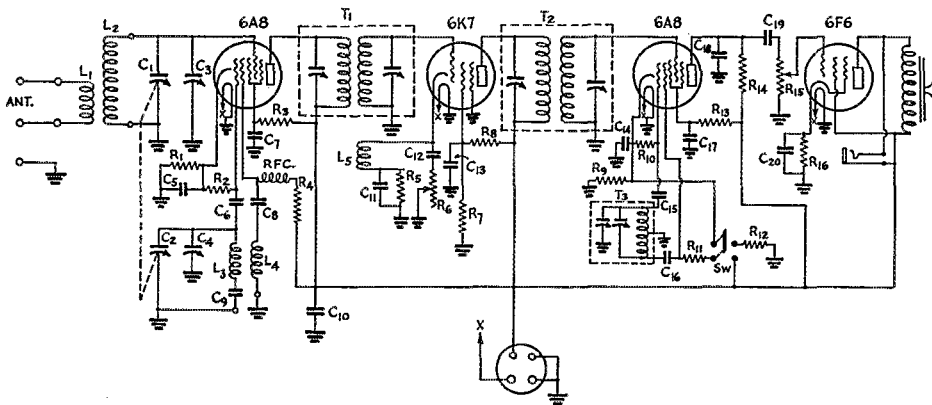 T1
T2
6A8
6K7
6A8
6F6
L2
C1
C3
L1
ANT.
C18
C19
R14
R15
R3
C7
R8
R13
C17
R1
R2
C5
C6
RFC.
R4
C8
L5
C12
C13
C11
R5
R6
R7
C14
R10
R9
C15
C20
R16
C2
C4
L3
L4
C9
T3
C16
R11
SW
R12
C10
X
X
X